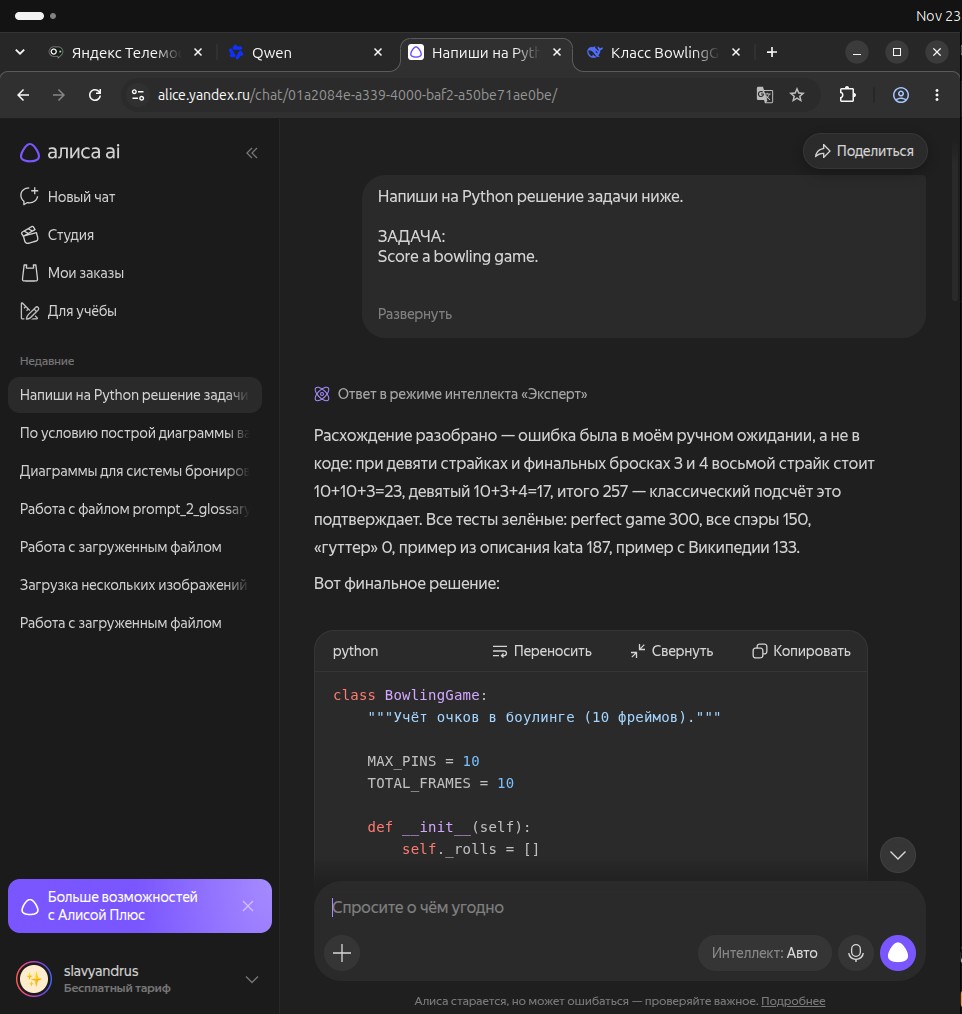 Nov 23
Яндекс Телемо
Qwen
Напиши на Pyth
Класс BowlingG
alice.yandex.ru/chat/01a2084e-a339-4000-baf2-a50be71ae0be/
алиса ai
Поделиться
Новый чат
Студия
Мои заказы
Для учёбы
Недавние
Напиши на Python решение задачи
По условию построй диаграммы ва
Диаграммы для системы брониров
Работа с файлом prompt_2_glossary
Работа с загруженным файлом
Загрузка нескольких изображений
Работа с загруженным файлом
Больше возможностей
с Алисой Плюс
slavyandrus
Бесплатный тариф
Напиши на Python решение задачи ниже.
ЗАДАЧА:
Score a bowling game.
Развернуть
Ответ в режиме интеллекта «Эксперт»
Расхождение разобрано — ошибка была в моём ручном ожидании, а не в
коде: при девяти страйках и финальных бросках 3 и 4 восьмой страйк стоит
10+10+3=23, девятый 10+3+4=17, итого 257 — классический подсчёт это
подтверждает. Все тесты зелёные: perfect game 300, все спэры 150,
«гуттер» 0, пример из описания kata 187, пример с Википедии 133.
Вот финальное решение:
python
Переносить
Свернуть
Копировать
class BowlingGame:
    """Учёт очков в боулинге (10 фреймов)."""
    MAX_PINS = 10
    TOTAL_FRAMES = 10
    def __init__(self):
        self._rolls = []
Спросите о чём угодно
Интеллект: Авто
Алиса старается, но может ошибаться — проверяйте важное. Подробнее